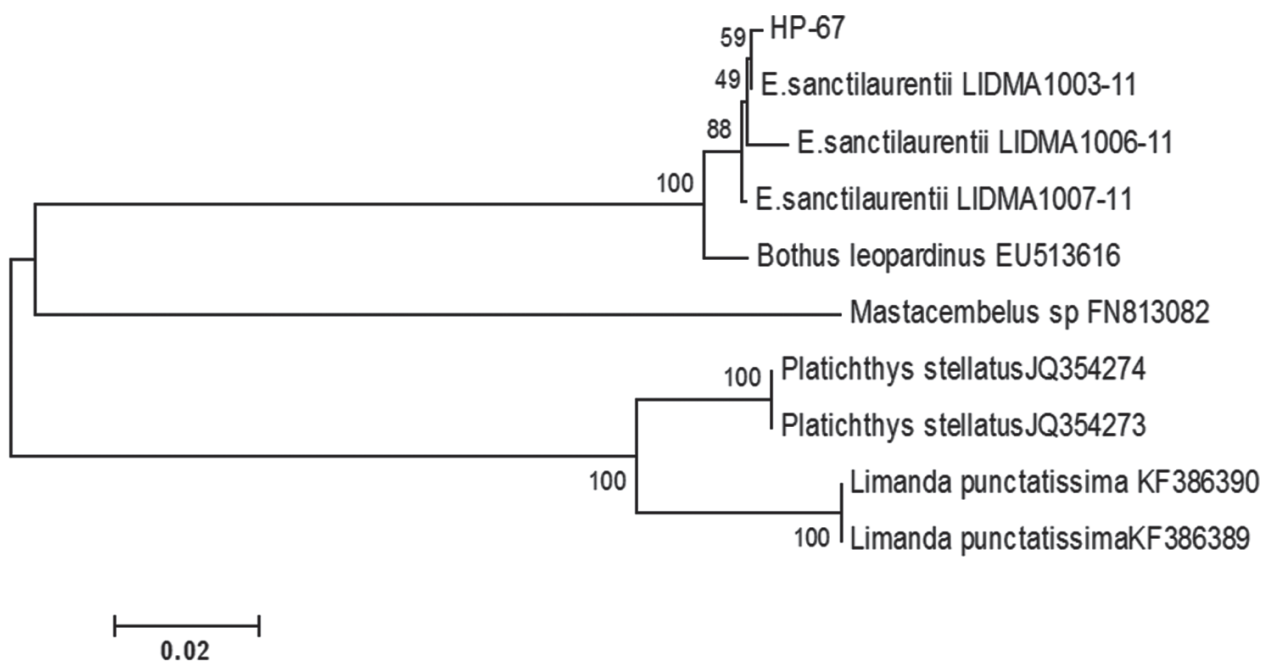 59
HP-67
49
E.sanctilaurentii LIDMA1003-11
88
E.sanctilaurentii LIDMA1006-11
100
E.sanctilaurentii LIDMA1007-11
Bothus leopardinus EU513616
Mastacembelus sp FN813082
100
Platichthys stellatusJQ354274
Platichthys stellatusJQ354273
100
Limanda punctatissima KF386390
100
Limanda punctatissimaKF386389
0.02